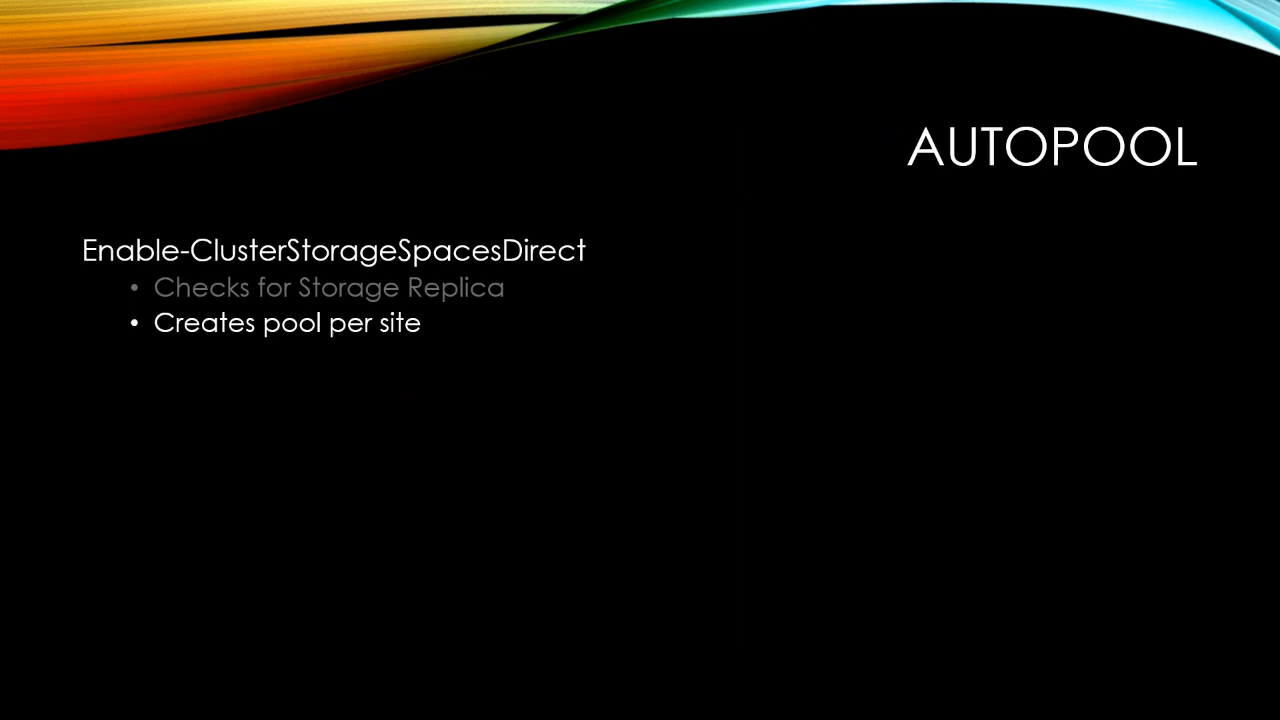 AUTOPOOL
Enable-ClusterStorageSpacesDirect
• Checks for Storage Replica
• Creates pool per site